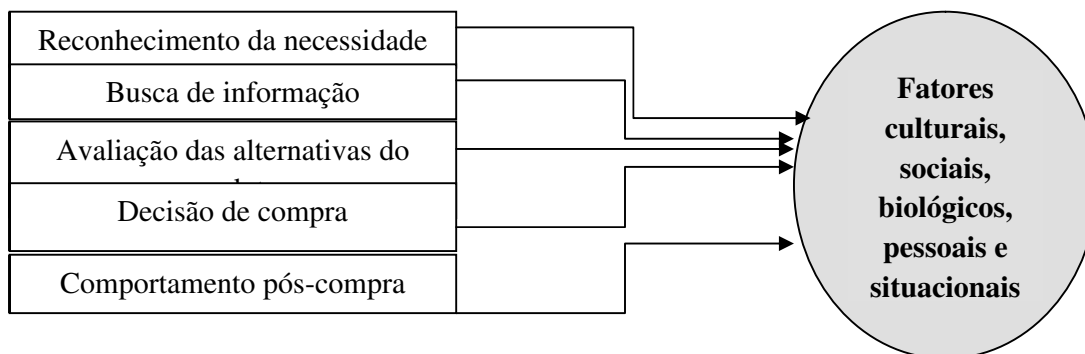 Reconhecimento da necessidade
Busca de informação
Avaliação das alternativas do
Decisão de compra
Comportamento pós-compra
Fatores
culturais,
sociais,
biológicos,
pessoais e
situacionais